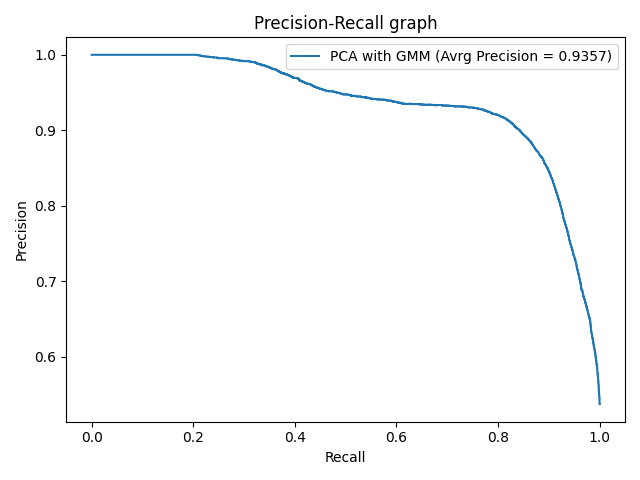 Precision-Recall graph
PCA with GMM (Avrg Precision = 0.9357)
1.0
0.9
0.8
0.7
0.6
Precision
0.0 0.2 0.4 0.6 0.8 1.0
Recall